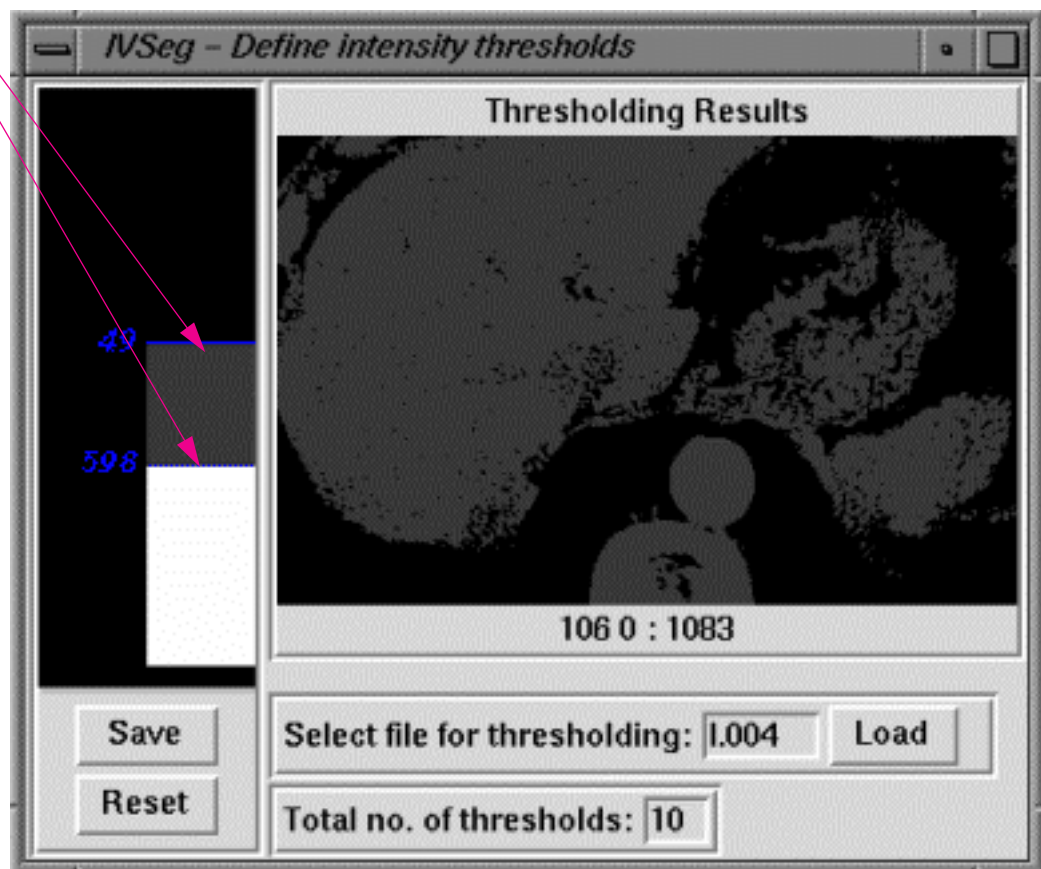 IVSeg - Define intensity thresholds
Thresholding Results
49
598
106 0 : 1083
Save
Select file for thresholding: I.004 Load
Reset
Total no. of thresholds: 10